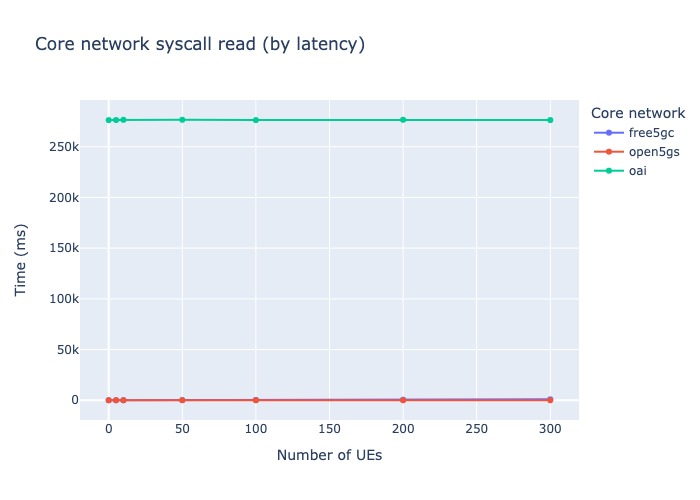 Core network syscall read (by latency)
Core network
free5gc
open5gs
oai
Time (ms)
250k
200k
150k
100k
50k
0
0 50 100 150 200 250 300
Number of UEs